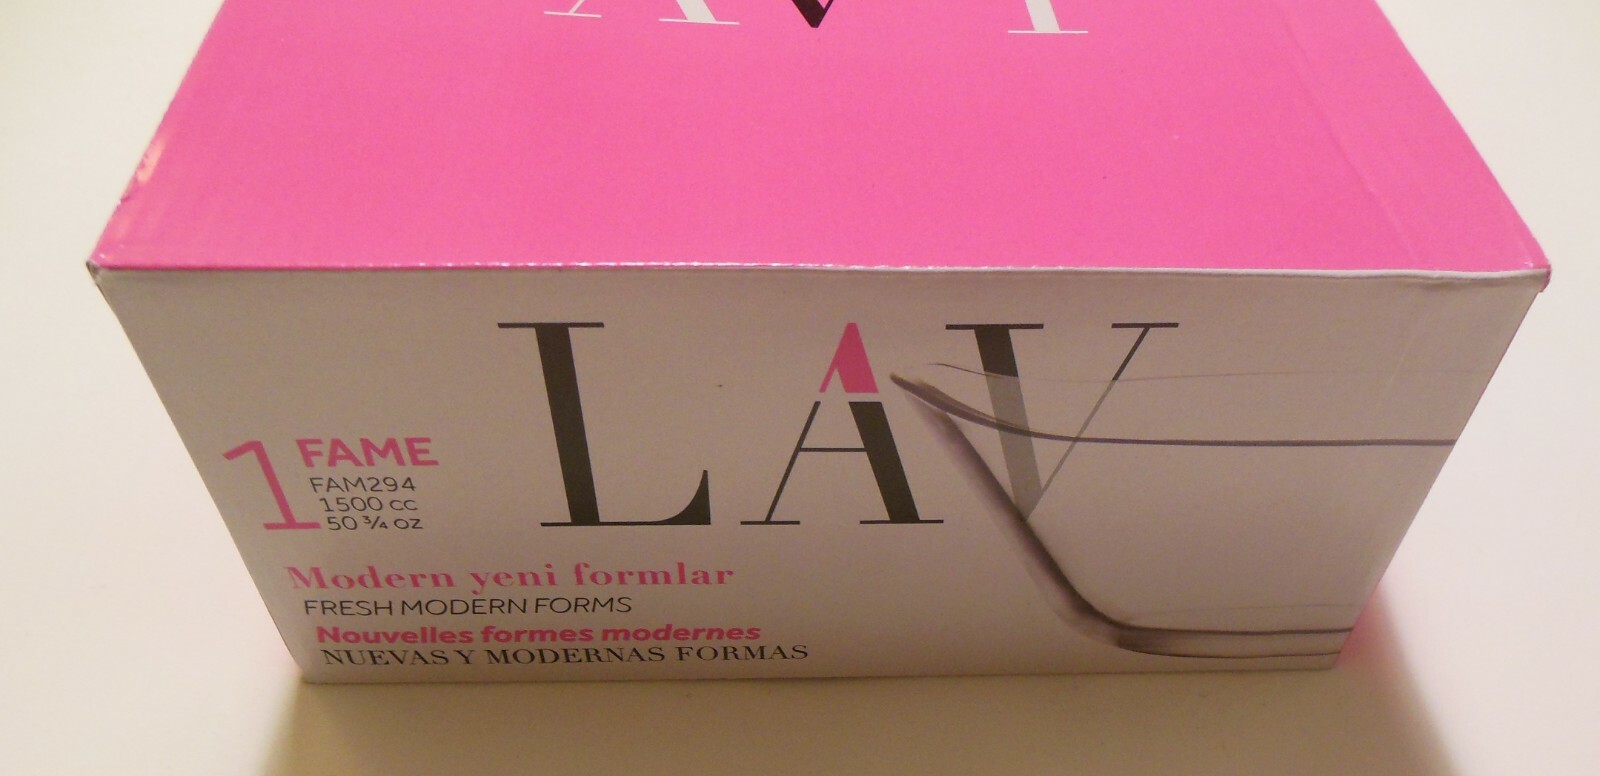 LAV
1 FAME
FAM294
1500 cc
50 ¾ oz
Modern yeni formlar
FRESH MODERN FORMS
Nouvelles formes modernes
NUEVAS Y MODERNAS FORMAS